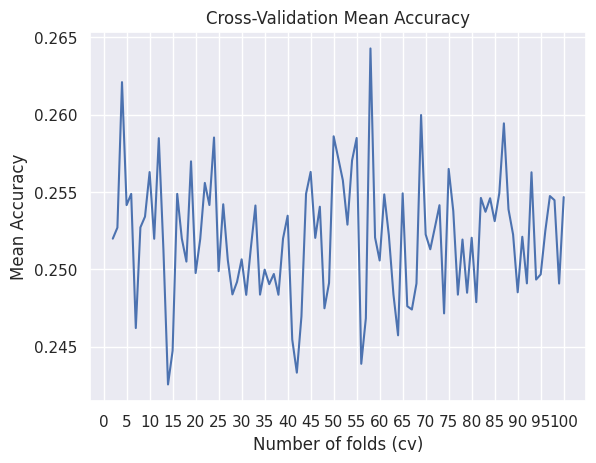 Cross-Validation Mean Accuracy
0.265
0.260
0.255
0.250
0.245
Mean Accuracy
0 5 10 15 20 25 30 35 40 45 50 55 60 65 70 75 80 85 90 95 100
Number of folds (cv)